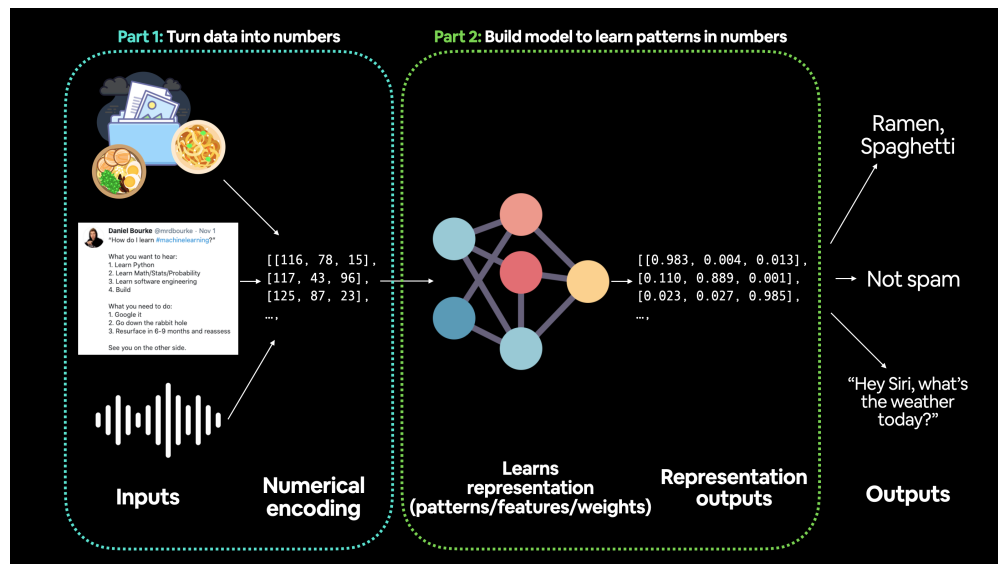 Part 1: Turn data into numbers
Part 2: Build model to learn patterns in numbers
Daniel Bourke @mrdbourke · Nov 1
"How do I learn #machinelearning?"
What you want to hear:
1. Learn Python
2. Learn Math/Stats/Probability
3. Learn software engineering
4. Build
What you need to do:
1. Google it
2. Go down the rabbit hole
3. Resurface in 6-9 months and reassess
See you on the other side.
[[116, 78, 15],
[117, 43, 96],
[125, 87, 23],
…,
[[0.983, 0.004, 0.013],
[0.110, 0.889, 0.001],
[0.023, 0.027, 0.985],
…,
Ramen,
Spaghetti
Not spam
“Hey Siri, what’s
the weather
today?”
Inputs
Numerical
encoding
Learns
representation
(patterns/features/weights)
Representation
outputs
Outputs